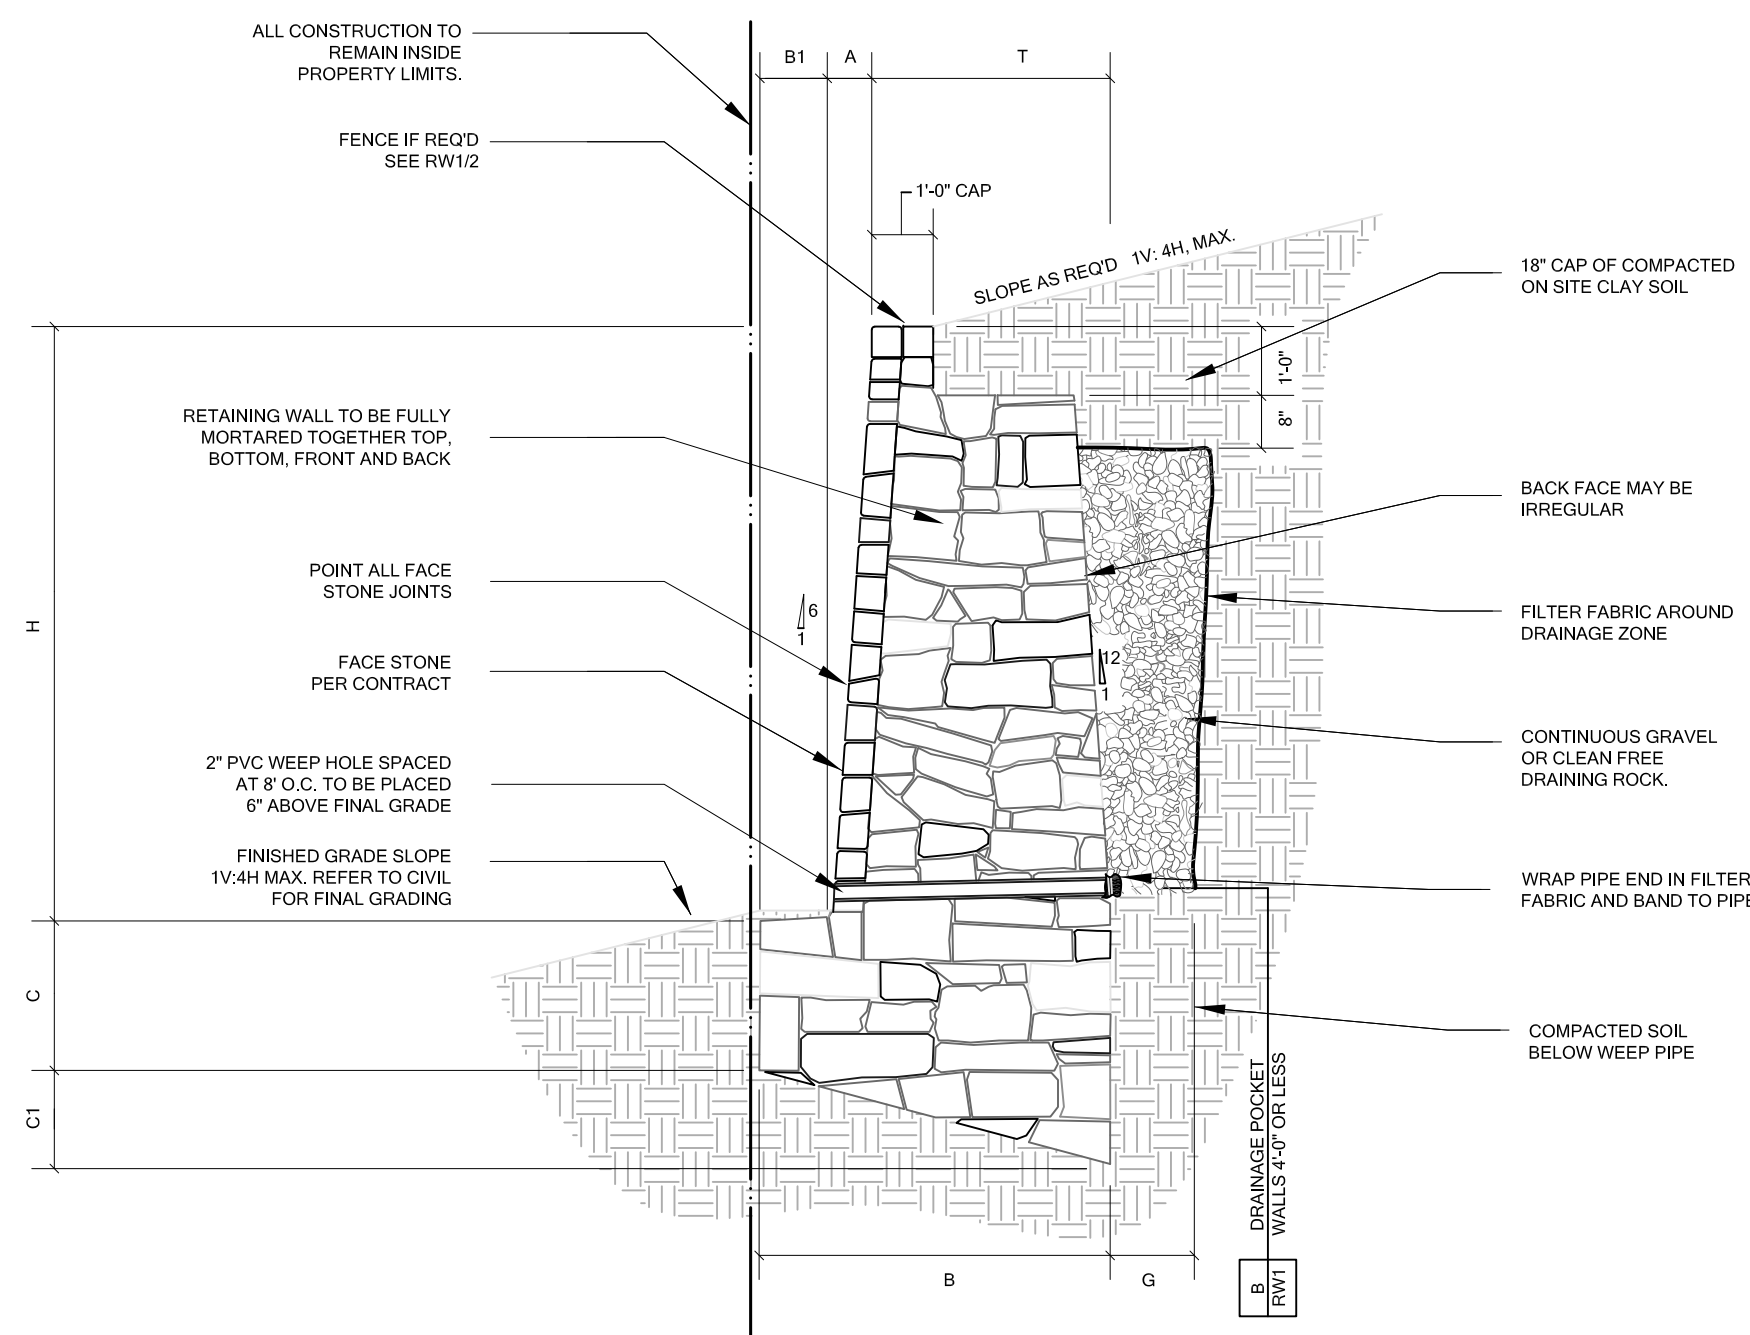 ALL CONSTRUCTION TO
REMAIN INSIDE
PROPERTY LIMITS.
B1
A
T
FENCE IF REQ'D
SEE RW1/2
1'-0" CAP
SLOPE AS REQ'D 1V: 4H, MAX.
18" CAP OF COMPACTED
ON SITE CLAY SOIL
1'-0"
8"
RETAINING WALL TO BE FULLY
MORTARED TOGETHER TOP,
BOTTOM, FRONT AND BACK
BACK FACE MAY BE
IRREGULAR
POINT ALL FACE
STONE JOINTS
6
1
H
FILTER FABRIC AROUND
DRAINAGE ZONE
FACE STONE
PER CONTRACT
12
1
CONTINUOUS GRAVEL
OR CLEAN FREE
DRAINING ROCK.
2" PVC WEEP HOLE SPACED
AT 8' O.C. TO BE PLACED
6" ABOVE FINAL GRADE
FINISHED GRADE SLOPE
1V:4H MAX. REFER TO CIVIL
FOR FINAL GRADING
WRAP PIPE END IN FILTER
FABRIC AND BAND TO PIPE
C
COMPACTED SOIL
BELOW WEEP PIPE
C1
DRAINAGE POCKET
WALLS 4'-0" OR LESS
B
G
B
RW1